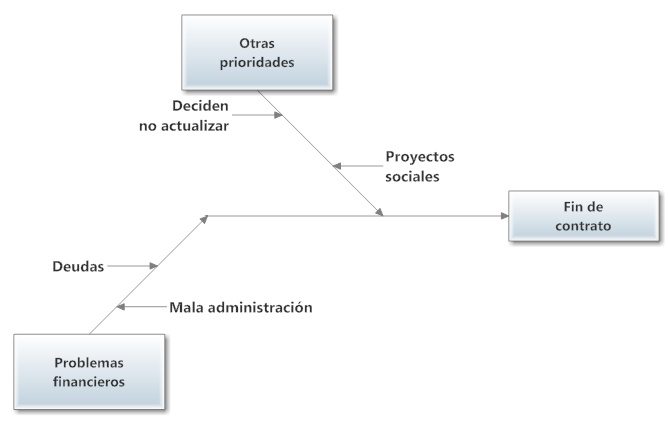 Otras
prioridades
Deciden
no actualizar
Proyectos
sociales
Fin de
contrato
Deudas
Mala administración
Problemas
financieros